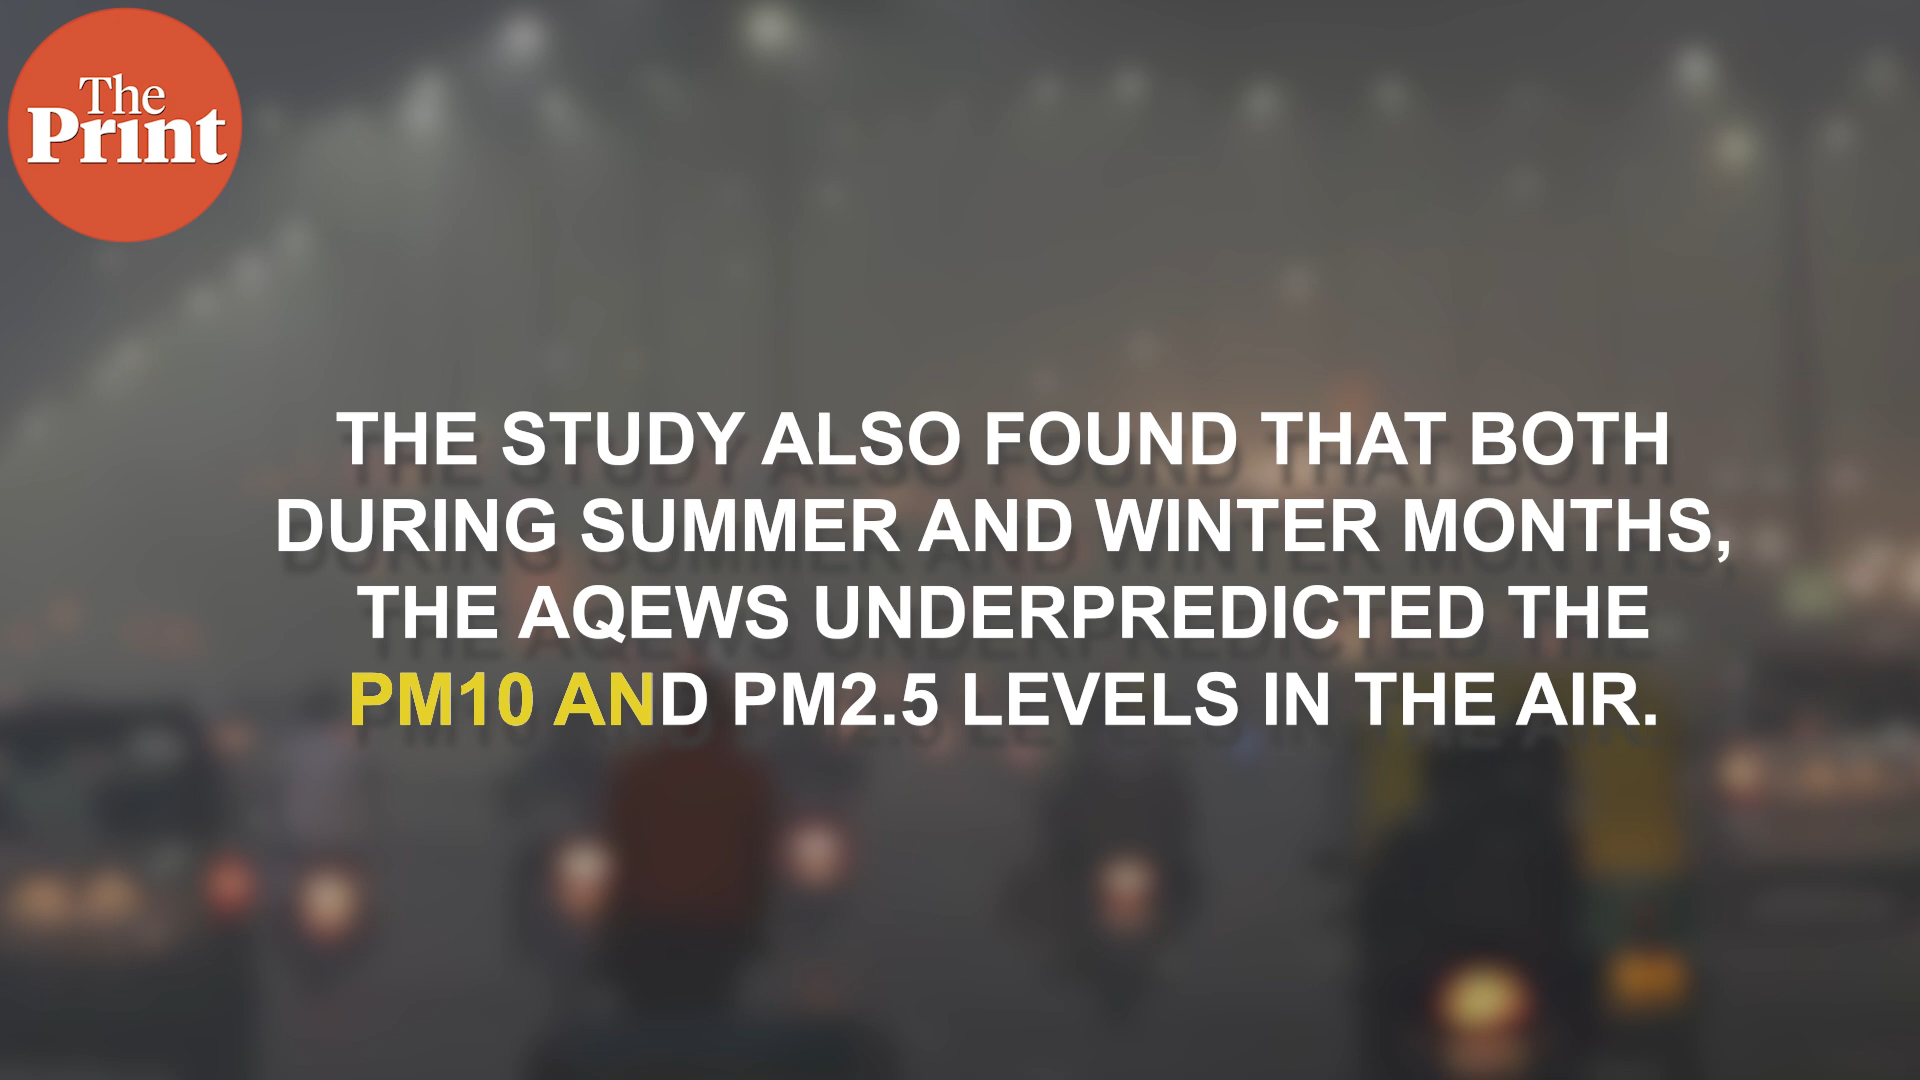 The
Print
THE STUDY ALSO FOUND THAT BOTH
DURING SUMMER AND WINTER MONTHS,
THE AQEWS UNDERPREDICTED THE
PM10 AND PM2.5 LEVELS IN THE AIR.